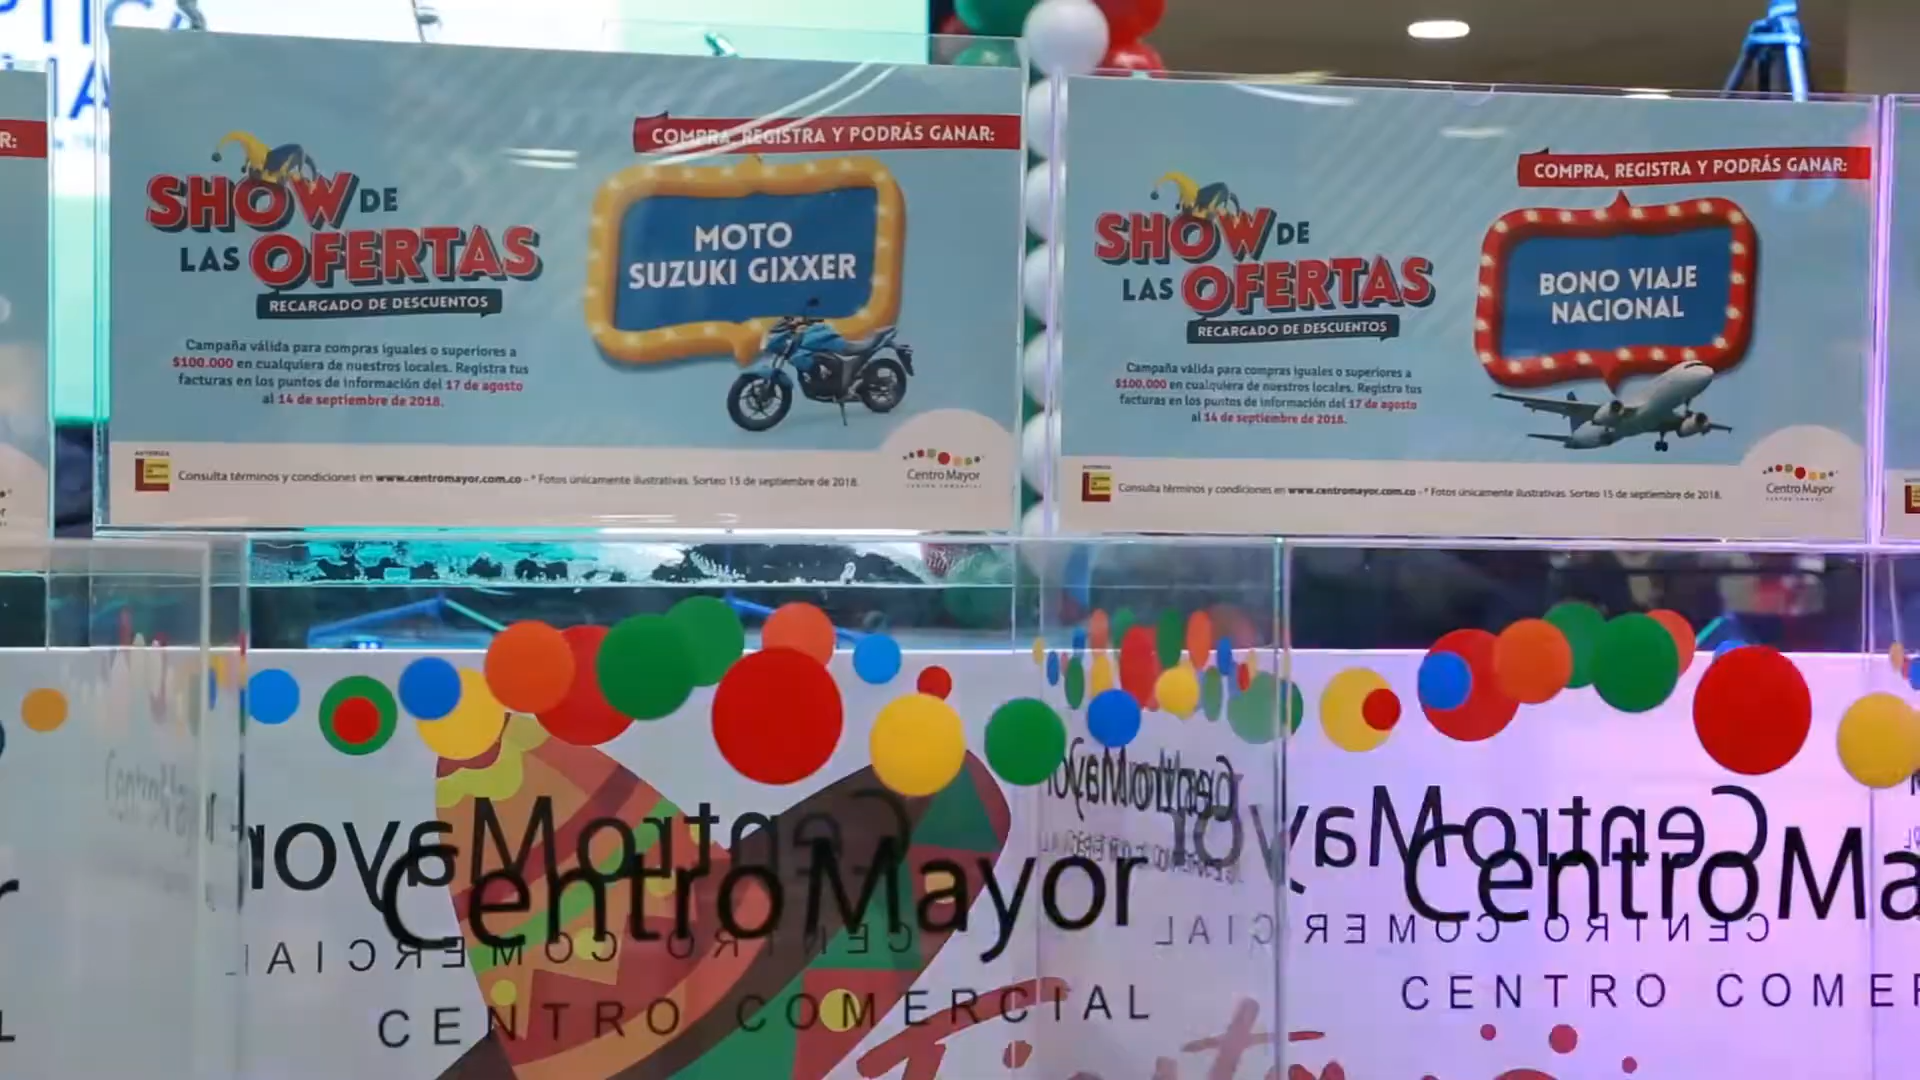 R:
COMPRA, REGISTRA Y PODRÁS GANAR:
SHOW DE
LAS OFERTAS
RECARGADO DE DESCUENTOS
MOTO
SUZUKI GIXXER
Campaña válida para compras iguales o superiores a
$100.000 en cualquiera de nuestros locales. Registra tus
facturas en los puntos de información del 17 de agosto
al 14 de septiembre de 2018.
Consulta términos y condiciones en www.centromayor.com.co - * Fotos únicamente ilustrativas. Sorteo 15 de septiembre de 2018.
CentroMayor
CENTRO COMERCIAL
COMPRA, REGISTRA Y PODRÁS GANAR:
SHOW DE
LAS OFERTAS
RECARGADO DE DESCUENTOS
BONO VIAJE
NACIONAL
Campaña válida para compras iguales o superiores a
$100.000 en cualquiera de nuestros locales. Registra tus
facturas en los puntos de información del 17 de agosto
al 14 de septiembre de 2018.
Consulta términos y condiciones en www.centromayor.com.co - * Fotos únicamente ilustrativas. Sorteo 15 de septiembre de 2018.
CentroMayor
CENTRO COMERCIAL
CentroMayor
CENTRO COMERCIAL
CentroMa
CENTRO COMER